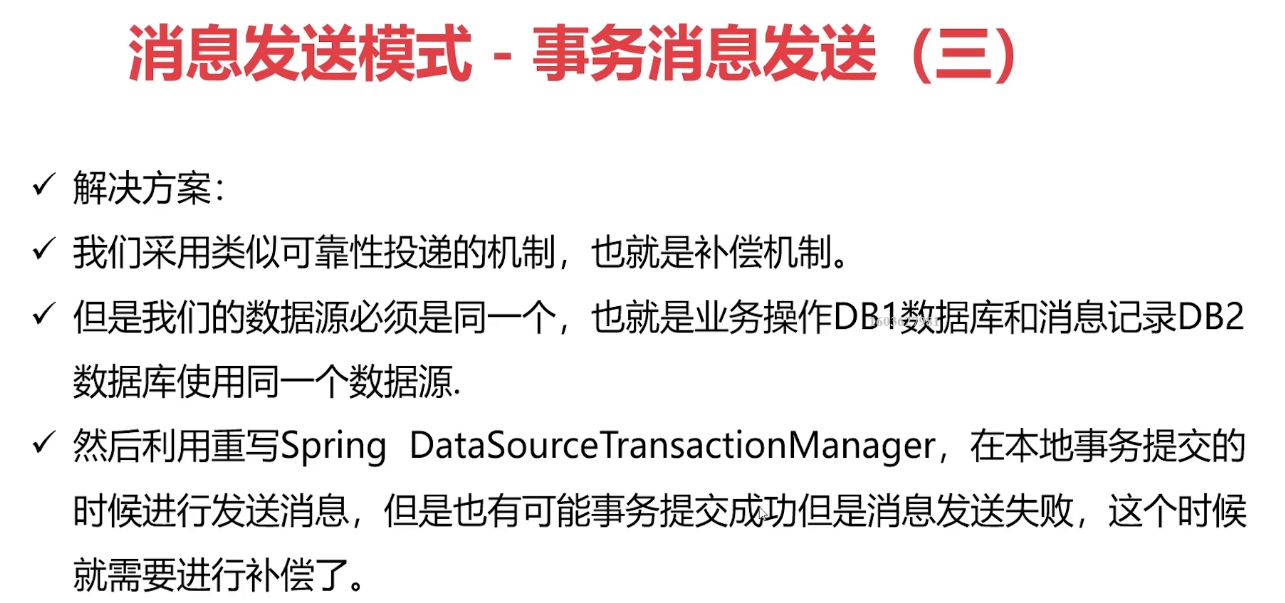 消息发送模式 - 事务消息发送（三）
✓ 解决方案：
✓ 我们采用类似可靠性投递的机制，也就是补偿机制。
✓ 但是我们的数据源必须是同一个，也就是业务操作DB1数据库和消息记录DB2
数据库使用同一个数据源.
✓ 然后利用重写Spring DataSourceTransactionManager，在本地事务提交的
时候进行发送消息，但是也有可能事务提交成功但是消息发送失败，这个时候
就需要进行补偿了。